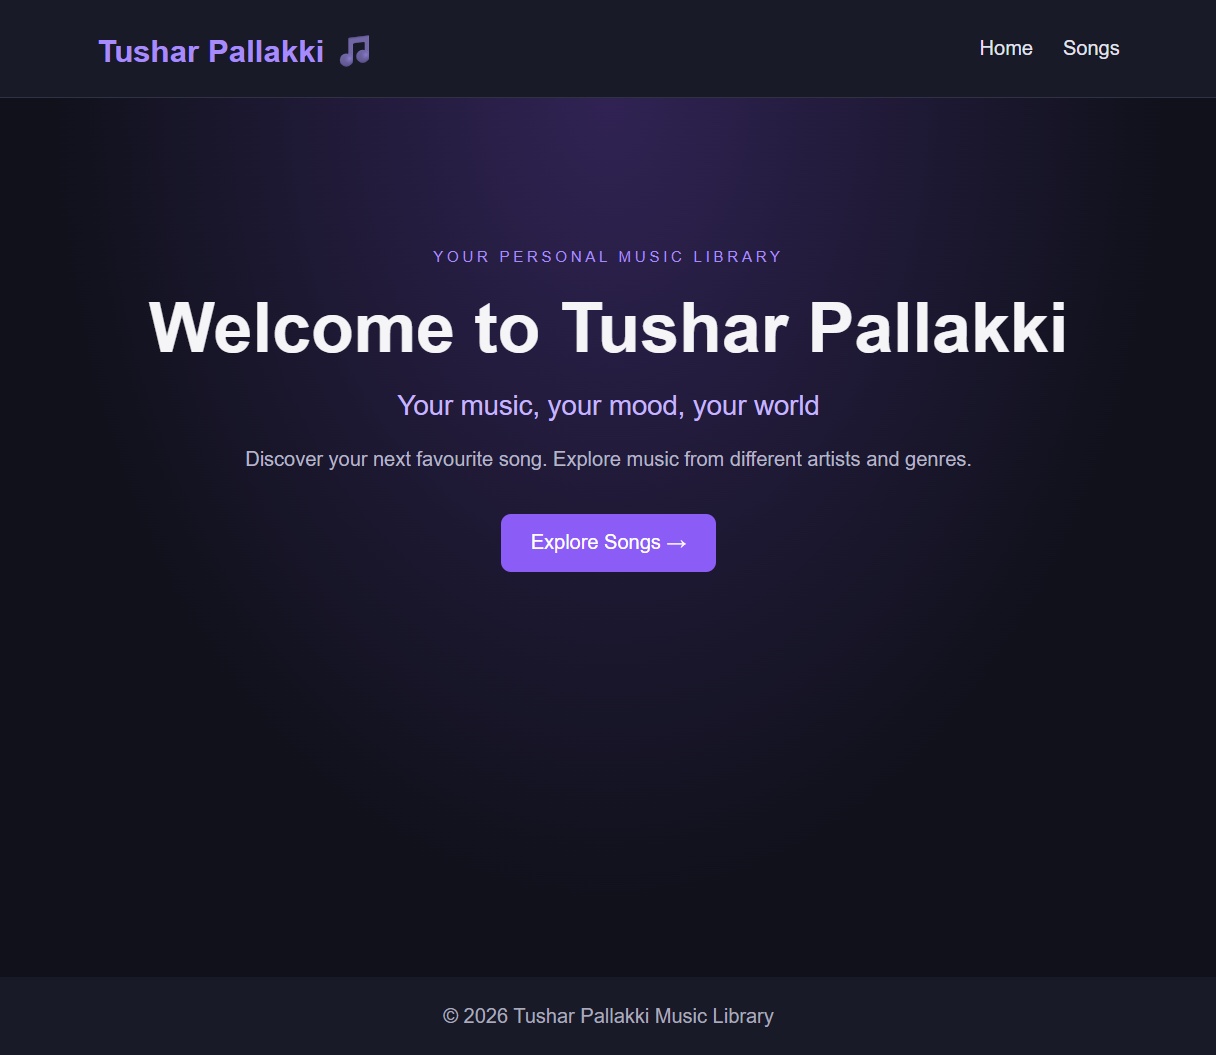 Tushar Pallakki 🎵
Home Songs
YOUR PERSONAL MUSIC LIBRARY
Welcome to Tushar Pallakki
Your music, your mood, your world
Discover your next favourite song. Explore music from different artists and genres.
Explore Songs →
© 2026 Tushar Pallakki Music Library